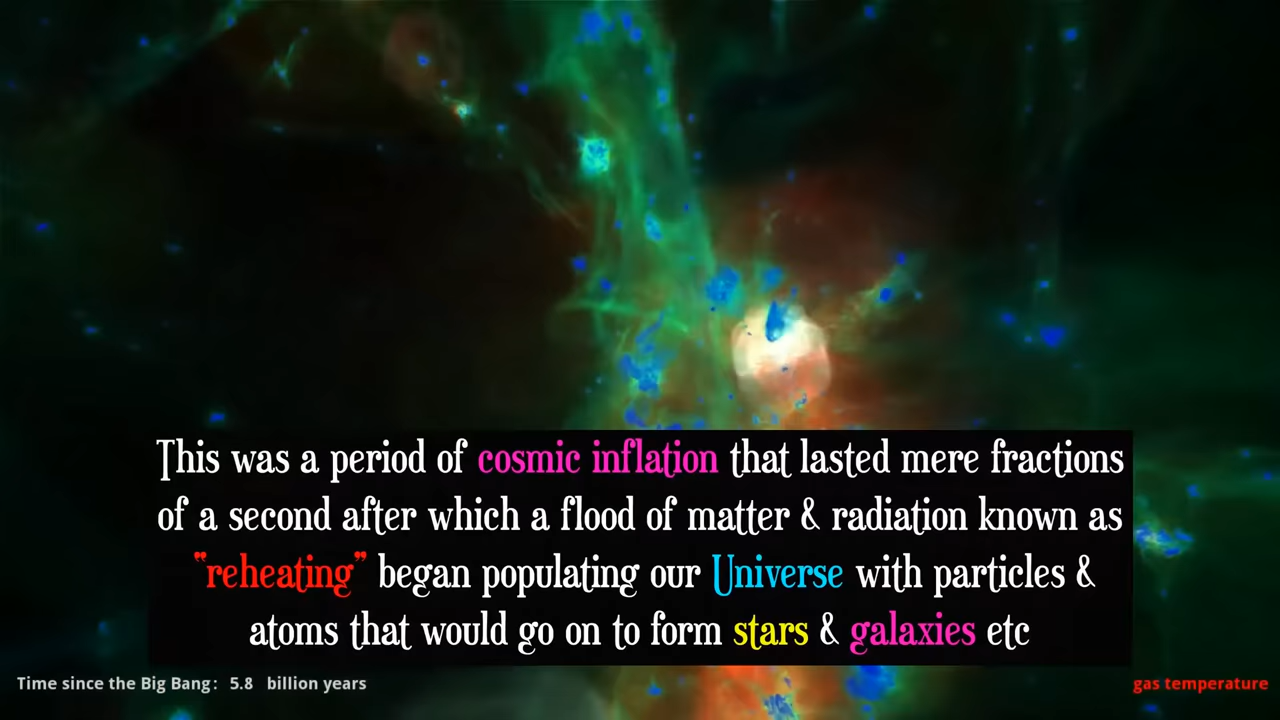 This was a period of cosmic inflation that lasted mere fractions
of a second after which a flood of matter & radiation known as
"reheating" began populating our Universe with particles &
atoms that would go on to form stars & galaxies etc
Time since the Big Bang: 5.8 billion years
gas temperature